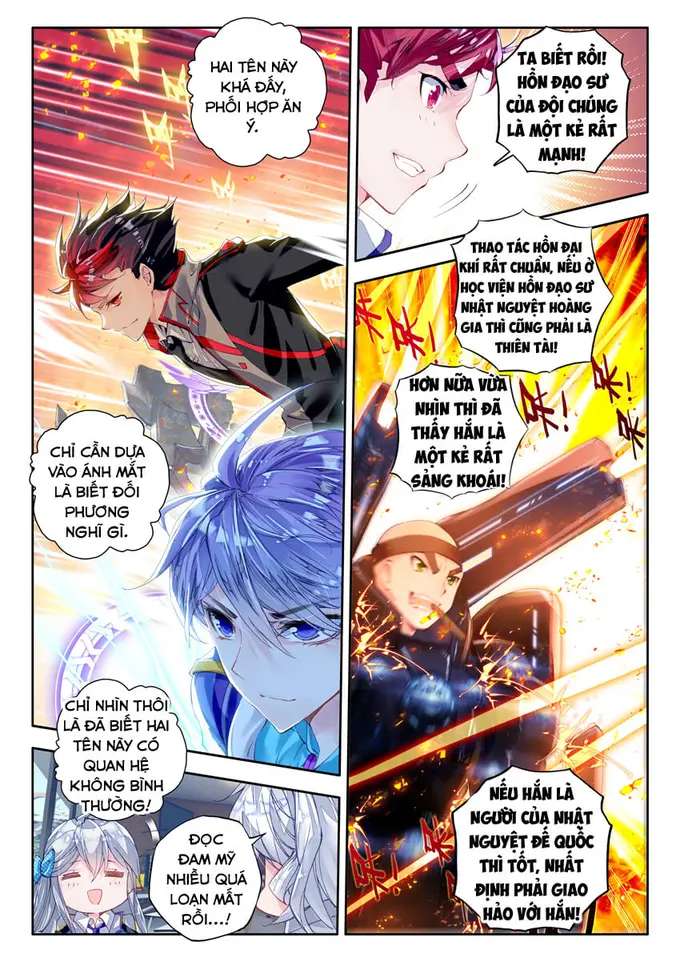 HAI TÊN NÀY
KHÁ ĐẤY,
PHỐI HỢP ĂN
Ý.
CHỈ CẦN DỰA
VÀO ÁNH MẮT
LÀ BIẾT ĐỐI
PHƯƠNG
NGHĨ GÌ.
CHỈ NHÌN THÔI
LÀ ĐÃ BIẾT HAI
TÊN NÀY CÓ
QUAN HỆ
KHÔNG BÌNH
THƯỜNG!
ĐỌC
ĐAM MỸ
NHIỀU QUÁ
LOẠN MẤT
RỒI...!
TA BIẾT RỒI!
HỒN ĐẠO SƯ
CỦA ĐỘI CHÚNG
LÀ MỘT KẺ RẤT
MẠNH!
THAO TÁC HỒN ĐẠI
KHÍ RẤT CHUẨN, NẾU Ở
HỌC VIỆN HỒN ĐẠO SƯ
NHẬT NGUYỆT HOÀNG
GIA THÌ CŨNG PHẢI LÀ
THIÊN TÀI!
HƠN NỮA VỪA
NHÌN THÌ ĐÃ
THẤY HẮN LÀ
MỘT KẺ RẤT
SẢNG KHOÁI!
NẾU HẮN LÀ
NGƯỜI CỦA NHẬT
NGUYỆT ĐẾ QUỐC
THÌ TỐT, NHẤT
ĐỊNH PHẢI GIAO
HẢO VỚI HẮN!